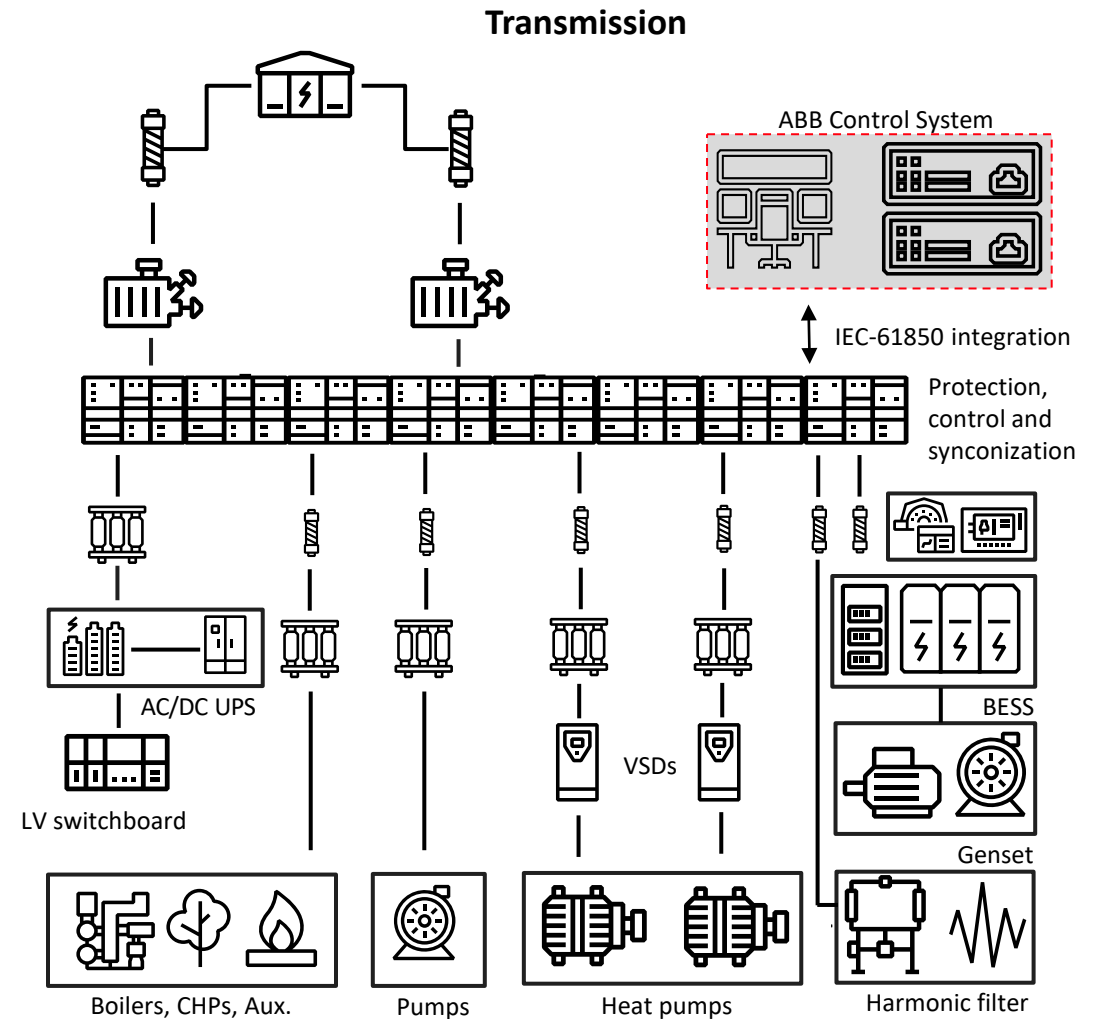 Transmission
ABB Control System
IEC-61850 integration
Protection,
control and
synconization
AC/DC UPS
BESS
VSDs
LV switchboard
Genset
Boilers, CHPs, Aux.
Pumps
Heat pumps
Harmonic filter